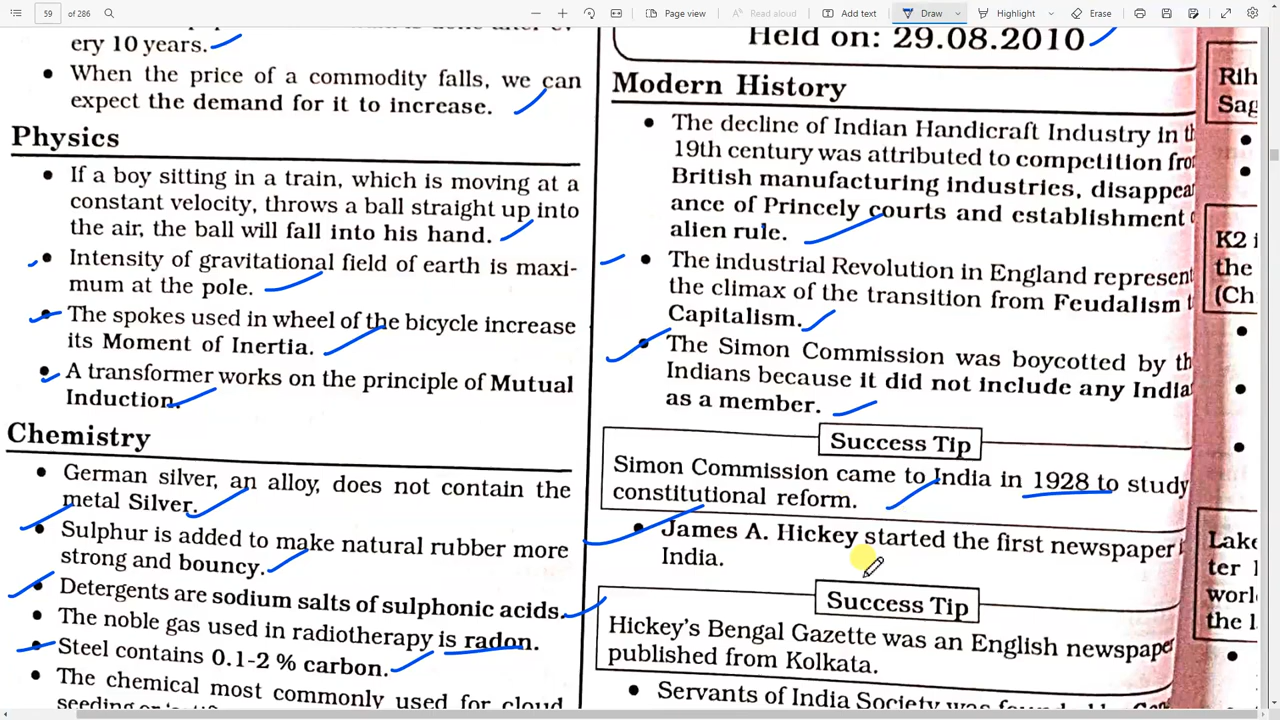 59 of 286
Page view
Read aloud
Add text
Draw
Highlight
Erase
ery 10 years.
• When the price of a commodity falls, we can
expect the demand for it to increase.
Physics
• If a boy sitting in a train, which is moving at a
constant velocity, throws a ball straight up into
the air, the ball will fall into his hand.
• Intensity of gravitational field of earth is maxi-
mum at the pole.
• The spokes used in wheel of the bicycle increase
its Moment of Inertia.
• A transformer works on the principle of Mutual
Induction.
Chemistry
• German silver, an alloy, does not contain the
metal Silver.
• Sulphur is added to make natural rubber more
strong and bouncy.
• Detergents are sodium salts of sulphonic acids.
• The noble gas used in radiotherapy is radon.
• Steel contains 0.1-2 % carbon.
• The chemical most commonly used for cloud
Held on: 29.08.2010
Modern History
• The decline of Indian Handicraft Industry in
19th century was attributed to competition
British manufacturing industries, disappear
ance of Princely courts and establishment
alien rule.
• The industrial Revolution in England represent
the climax of the transition from Feudalism
Capitalism.
• The Simon Commission was boycotted by
Indians because it did not include any India
as a member.
Success Tip
Simon Commission came to India in 1928 to study
constitutional reform.
• James A. Hickey started the first newspaper
India.
Success Tip
Hickey's Bengal Gazette was an English newspaper
published from Kolkata.
• Servants of India Society was
Rih
Sag
K2 i
the
(Ch
Lake
ter
worl
the